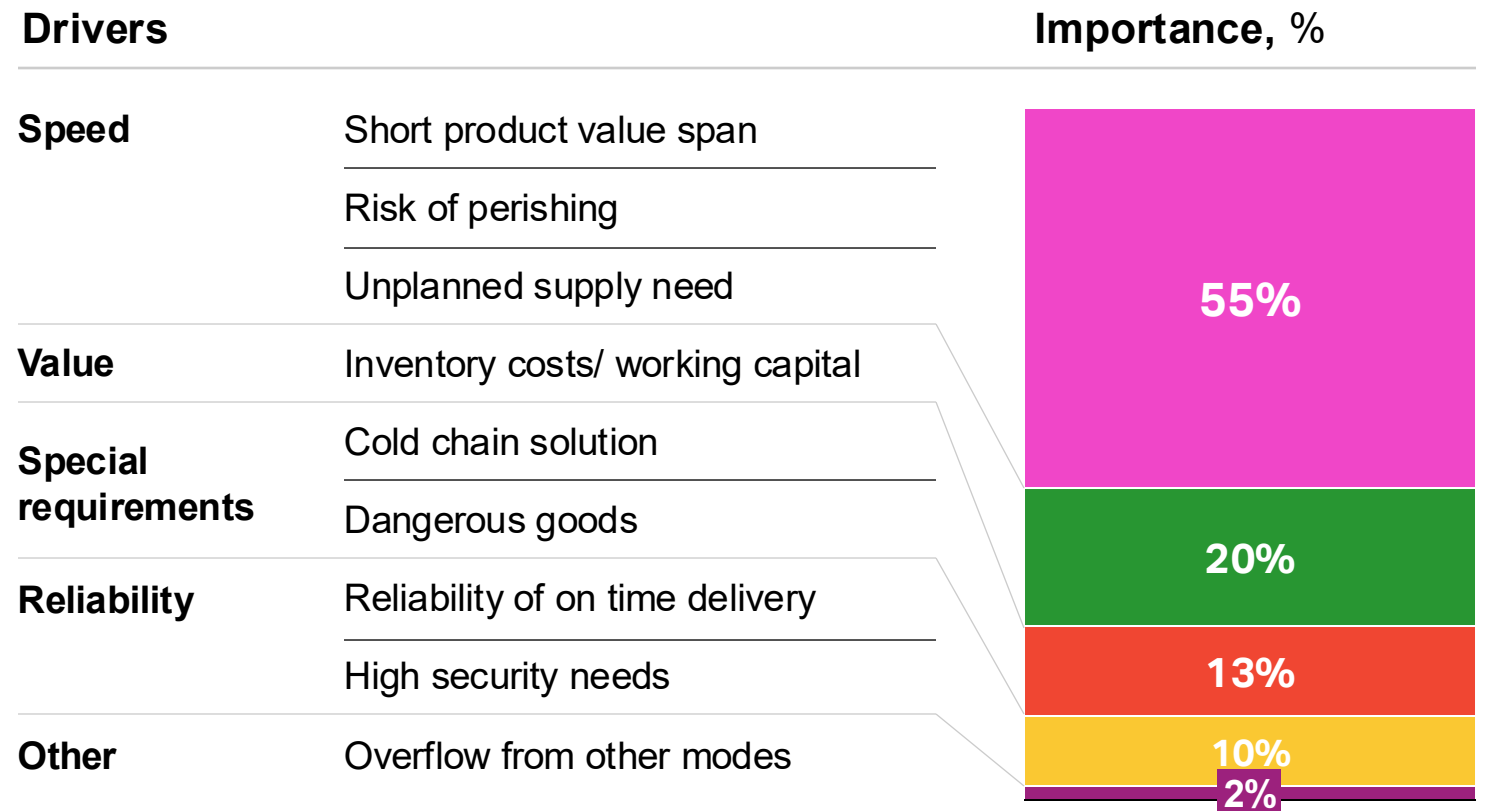 Drivers
Importance, %
Speed
Short product value span
Risk of perishing
Unplanned supply need
55%
Value
Inventory costs/ working capital
20%
Special
requirements
Cold chain solution
Dangerous goods
13%
Reliability
Reliability of on time delivery
High security needs
10%
Other
Overflow from other modes
2%